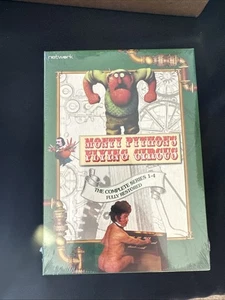 network
MONTY PYTHON'S
FLYING CIRCUS
THE COMPLETE SERIES 1-4
FULLY RESTORED